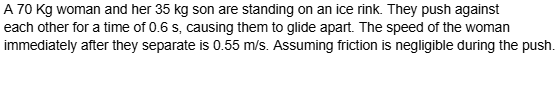 A 70 Kg woman and her 35 kg son are standing on an ice rink. They push against
each other for a time of 0.6 s, causing them to glide apart. The speed of the woman
immediately after they separate is 0.55 m/s. Assuming friction is negligible during the push.